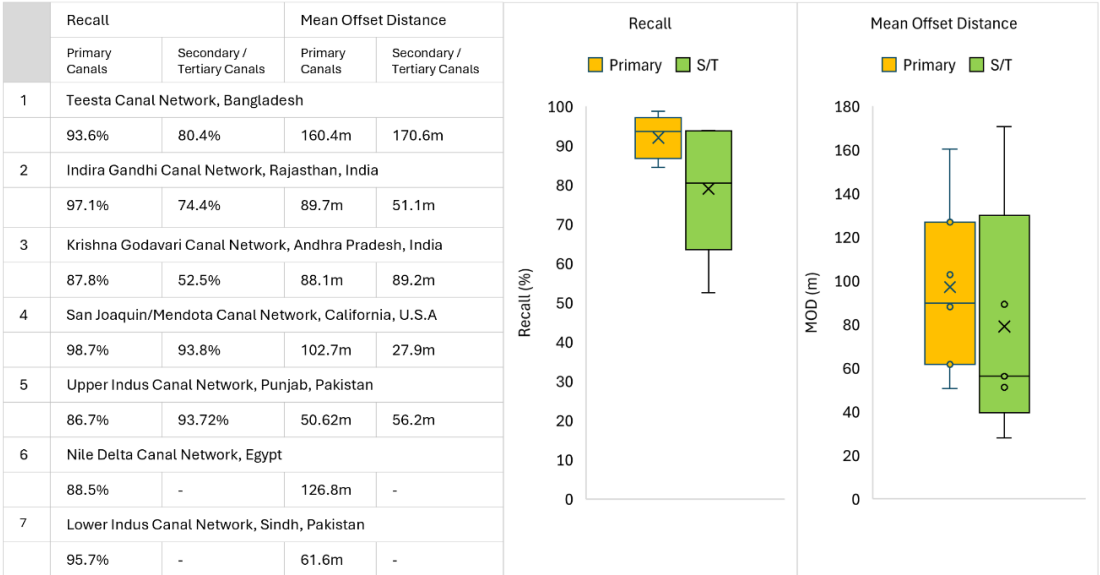 Recall Mean Offset Distance
Primary Canals Secondary / Tertiary Canals Primary Canals Secondary / Tertiary Canals
1 Teesta Canal Network, Bangladesh
93.6% 80.4% 160.4m 170.6m
2 Indira Gandhi Canal Network, Rajasthan, India
97.1% 74.4% 89.7m 51.1m
3 Krishna Godavari Canal Network, Andhra Pradesh, India
87.8% 52.5% 88.1m 89.2m
4 San Joaquin/Mendota Canal Network, California, U.S.A
98.7% 93.8% 102.7m 27.9m
5 Upper Indus Canal Network, Punjab, Pakistan
86.7% 93.72% 50.62m 56.2m
6 Nile Delta Canal Network, Egypt
88.5% - 126.8m -
7 Lower Indus Canal Network, Sindh, Pakistan
95.7% - 61.6m -
Recall
Primary S/T
100
90
80
70
60
50
40
30
20
10
0
Recall (%)
Mean Offset Distance
Primary S/T
180
160
140
120
100
80
60
40
20
0
MOD (m)